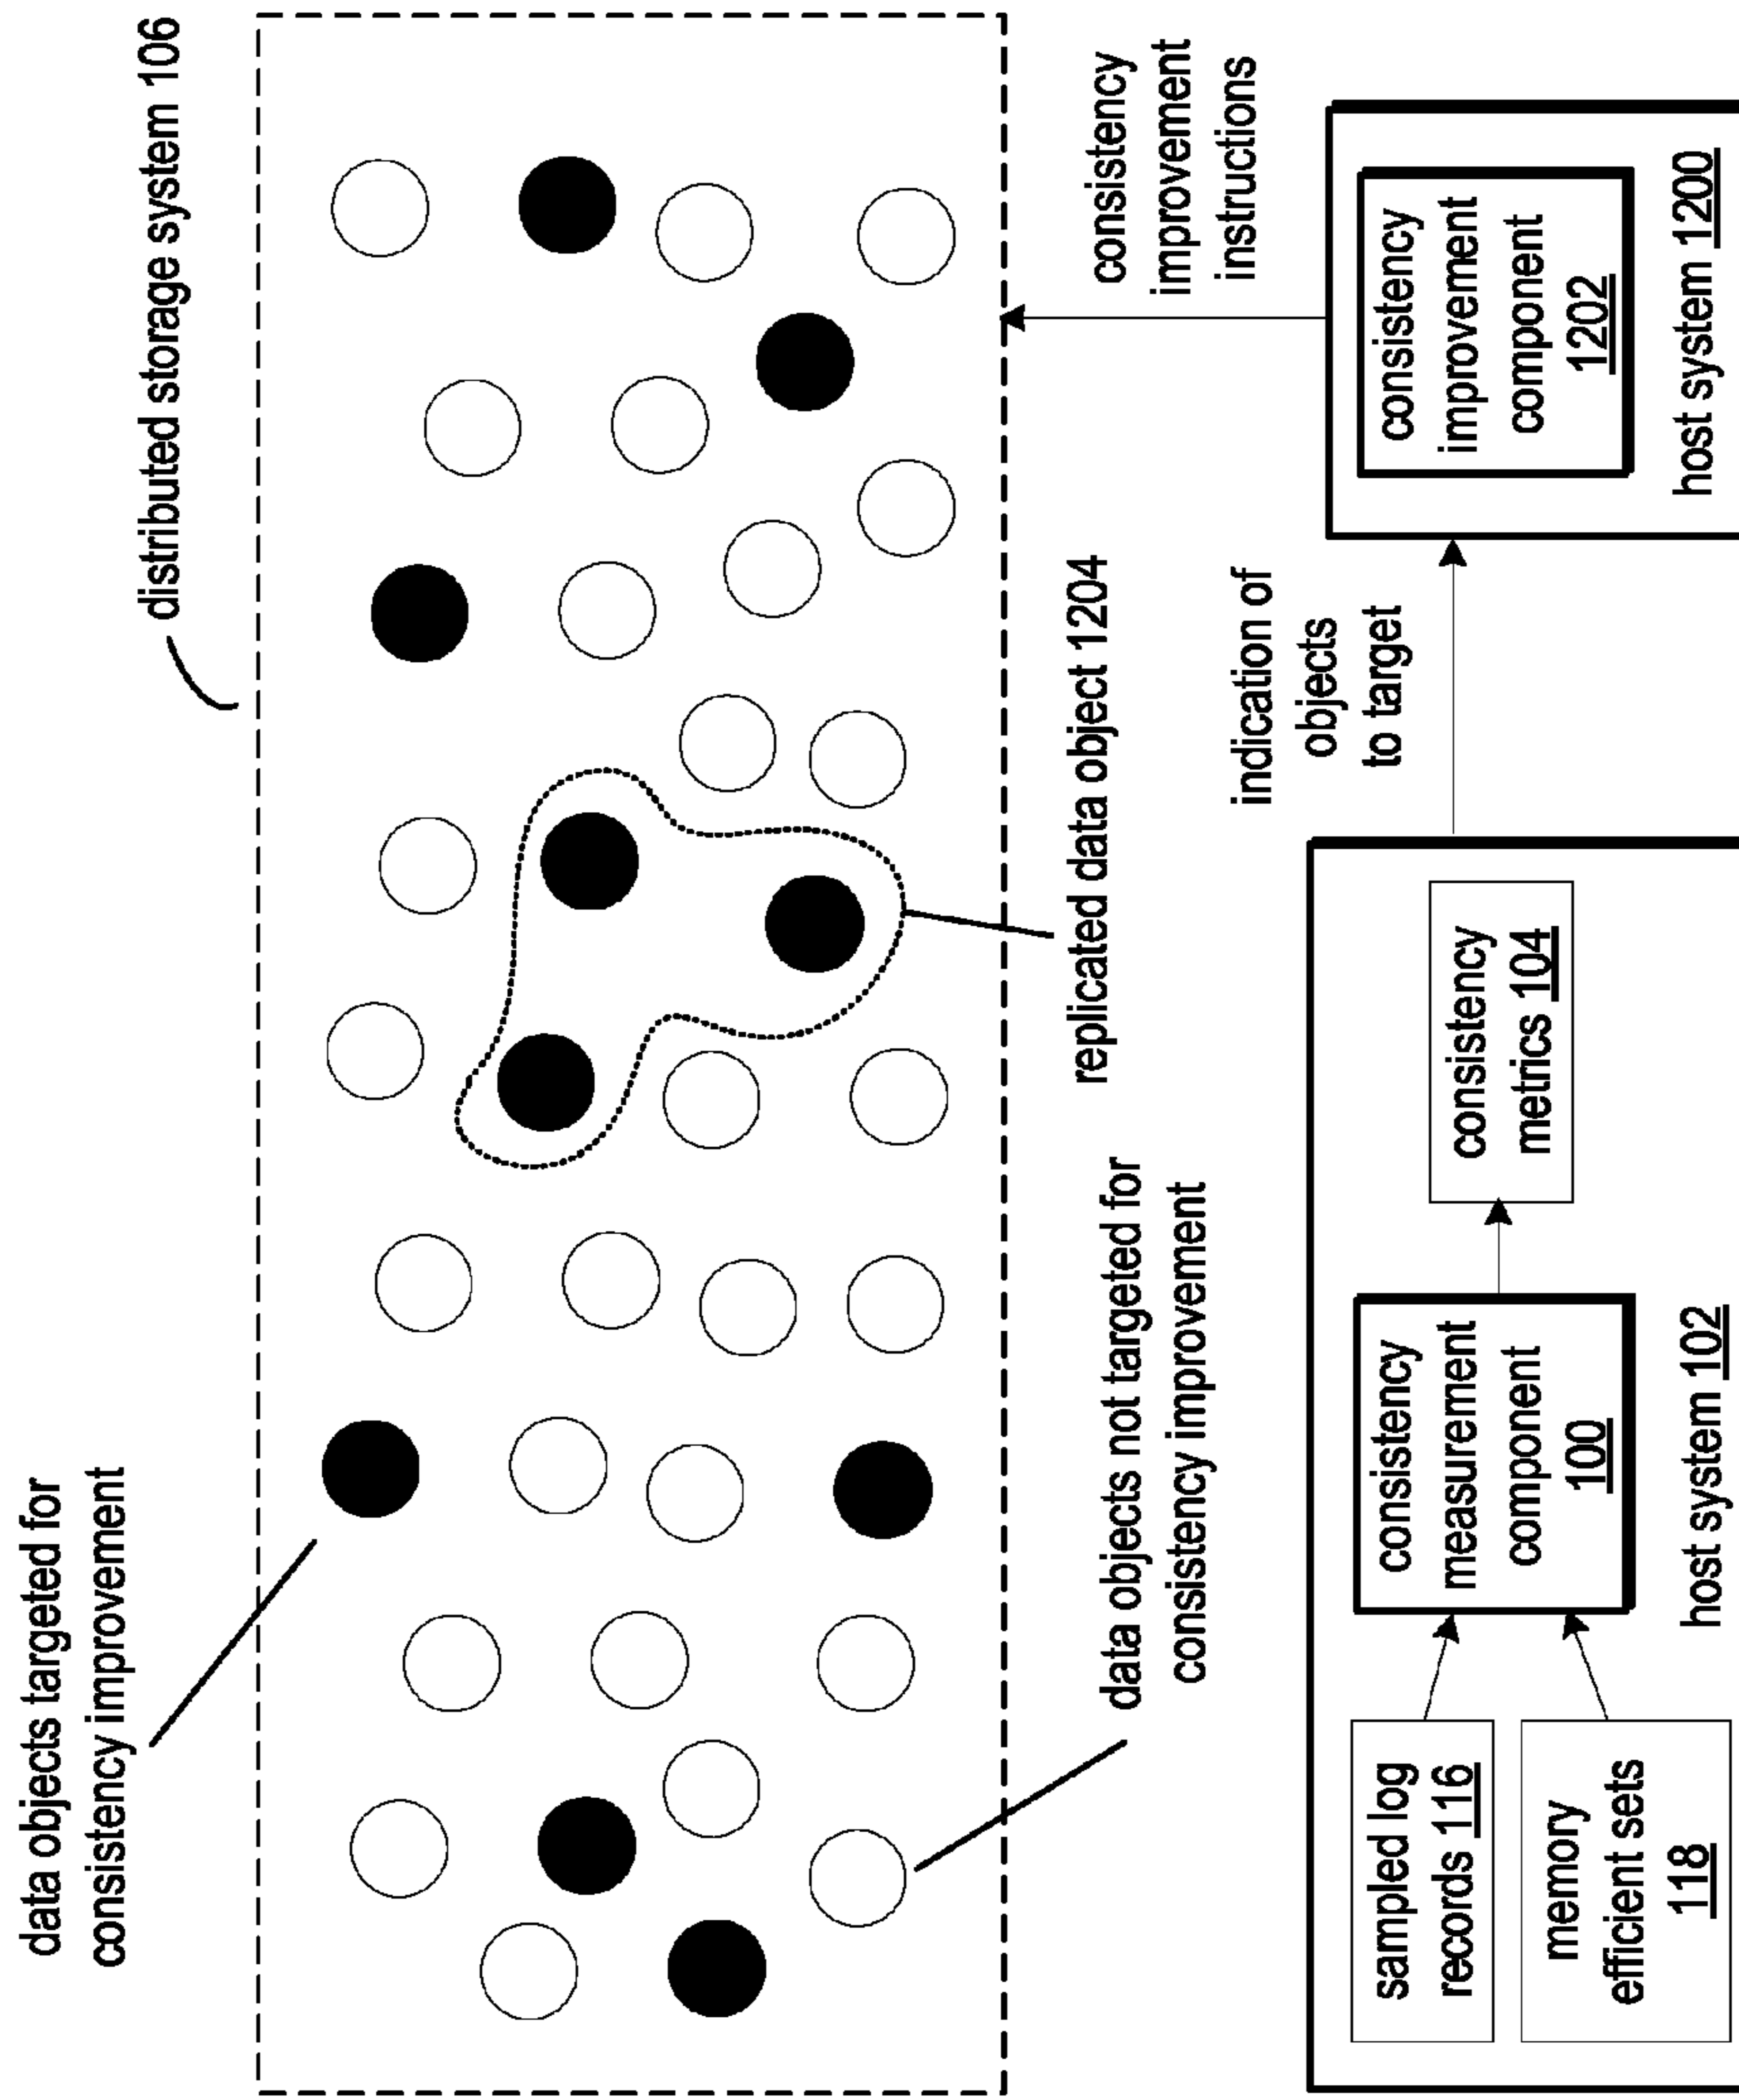 data objects targeted for
consistency improvement
distributed storage system 106
data objects not targeted for
consistency improvement
replicated data object 1204
consistency
improvement
instructions
sampled log
records 116
memory
efficient sets
118
consistency
measurement
component
100
consistency
metrics 104
host system 102
indication of
objects
to target
consistency
improvement
component
1202
host system 1200